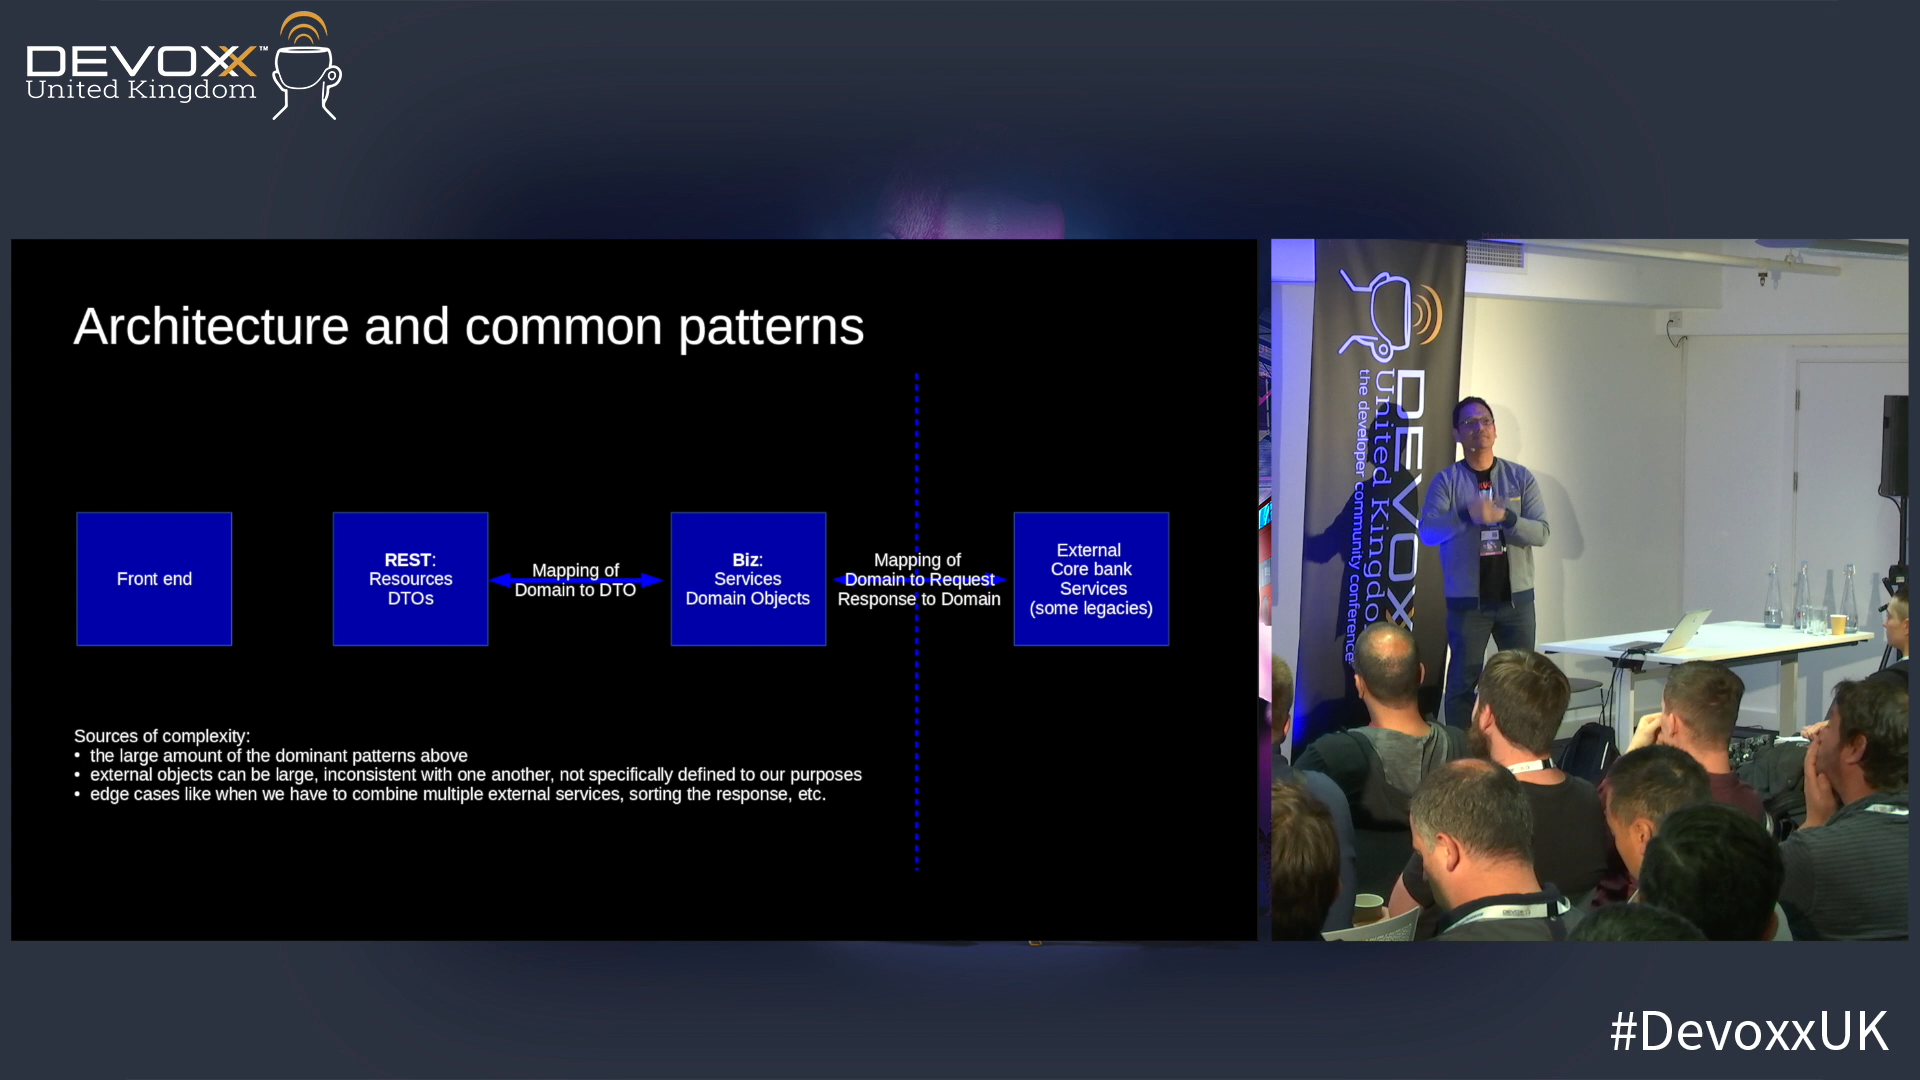 DEVOXX™
United Kingdom
Architecture and common patterns
Front end
REST:
Resources
DTOs
Mapping of
Domain to DTO
Biz:
Services
Domain Objects
Mapping of
Domain to Request
Response to Domain
External
Core bank
Services
(some legacies)
Sources of complexity:
• the large amount of the dominant patterns above
• external objects can be large, inconsistent with one another, not specifically defined to our purposes
• edge cases like when we have to combine multiple external services, sorting the response, etc.
DEVOXX
United Kingdo
the developer community conference
#DevoxxUK